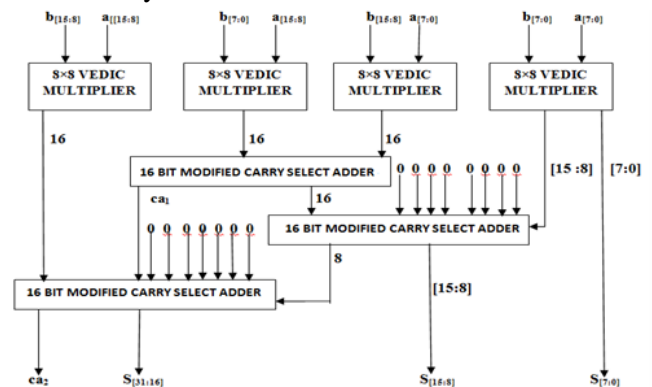 b[15:8] a[[15:8] b[7:0] a[15:8] b[15:8] a[7:0] b[7:0] a[7:0]
8×8 VEDIC MULTIPLIER
8×8 VEDIC MULTIPLIER
8×8 VEDIC MULTIPLIER
8×8 VEDIC MULTIPLIER
16 16 16 [15 :8] [7:0]
16 BIT MODIFIED CARRY SELECT ADDER
0 0 0 0 0 0 0 0
ca1 16
16 BIT MODIFIED CARRY SELECT ADDER
0 0 0 0 0 0 0
8
16 BIT MODIFIED CARRY SELECT ADDER
[15:8]
ca2 S[31:16] S[15:8] S[7:0]